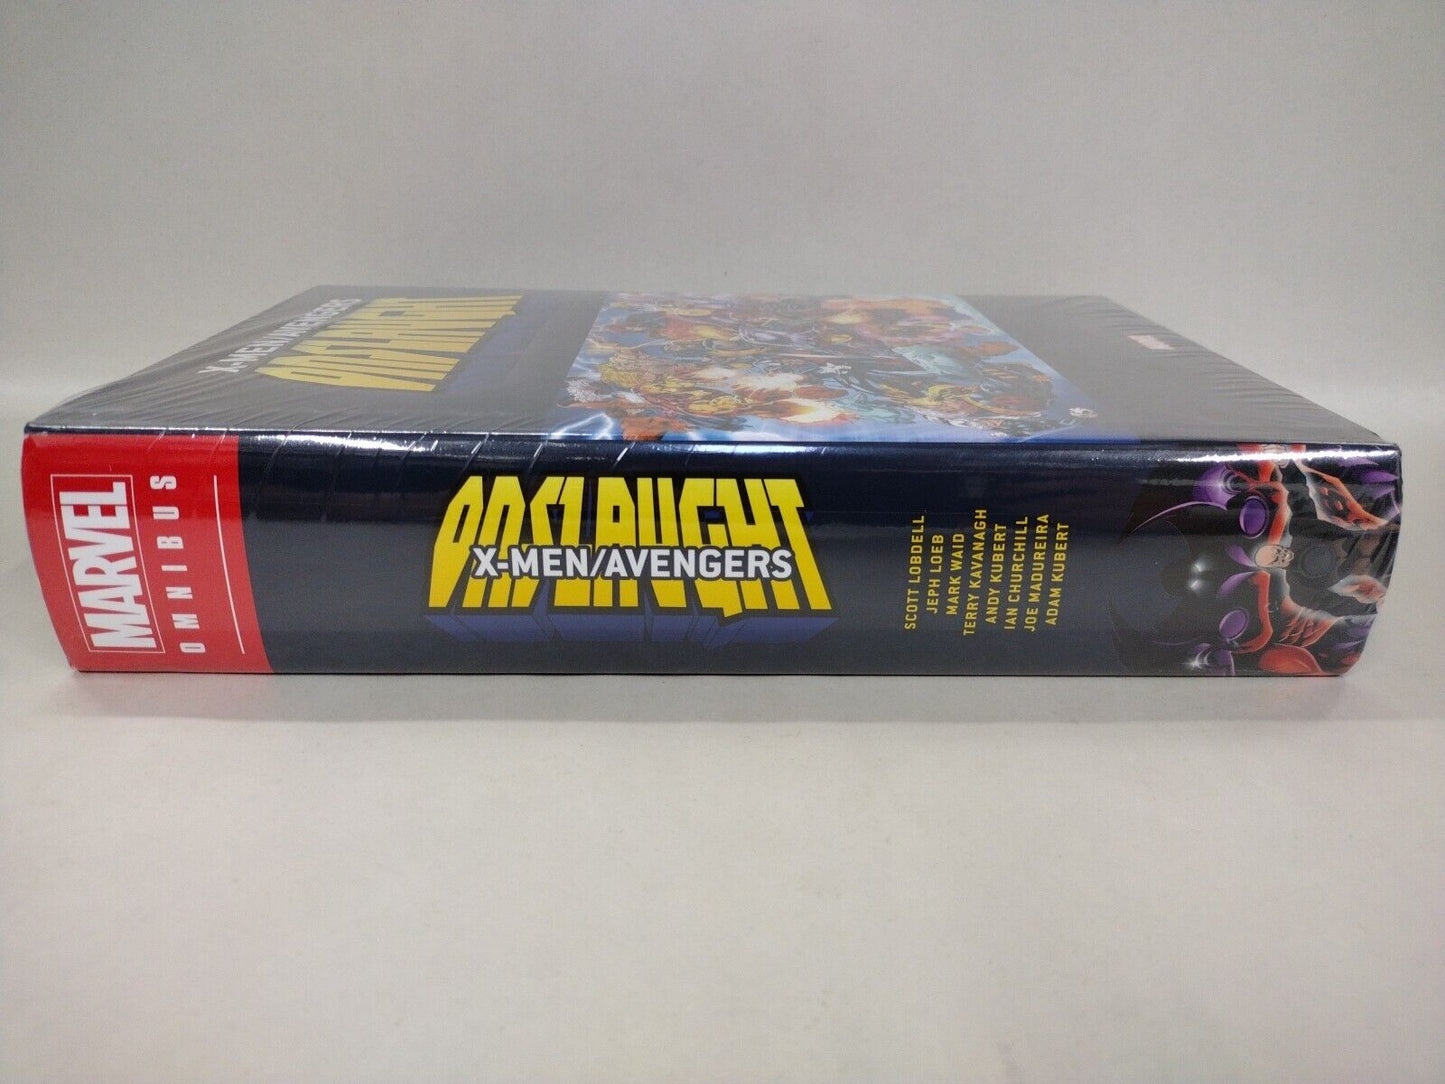 X-MEN/AVENGERS
ONSLAUGHT
MARVEL
OMNIBUS
ONSLAUGHT
X-MEN/AVENGERS
SCOTT LOBDELL
JEPH LOEB
MARK WAID
TERRY KAVANAGH
ANDY KUBERT
IAN CHURCHILL
JOE MADUREIRA
ADAM KUBERT